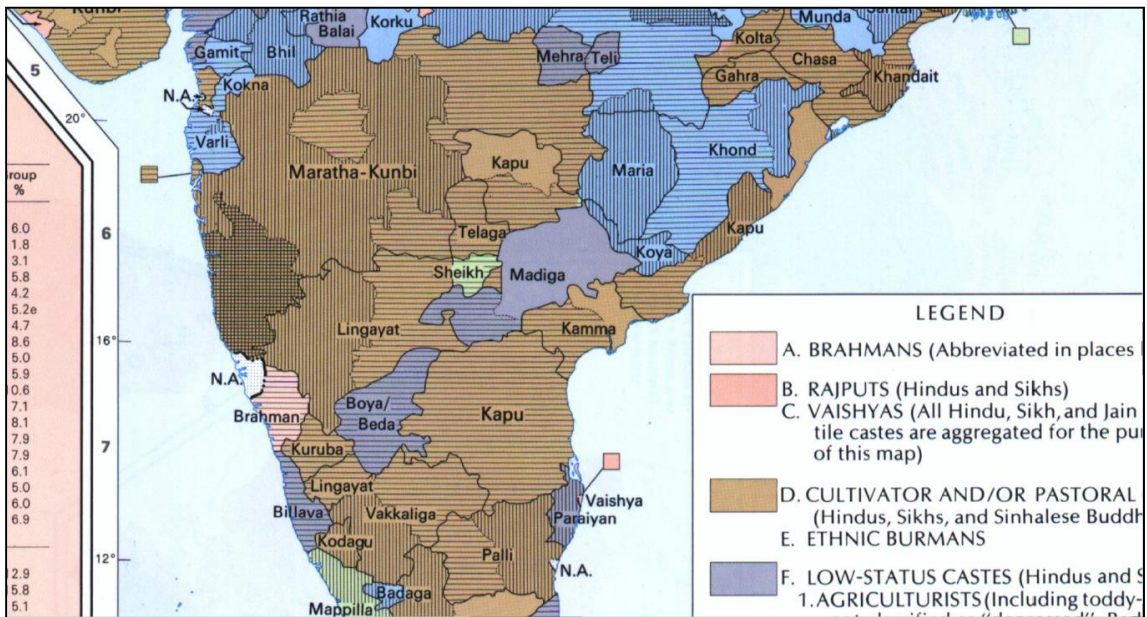 Kunbi
Rathia
Balai
Korku
Munda
Santal
Gamit
Bhil
Mehra
Teli
Kolta
Chasa
Gahra
Khandait
5
Kokna
N.A.
20°
Varli
Maratha-Kunbi
Kapu
Maria
Khond
Group
%
6.0
1.8
3.1
5.8
4.2
5.2e
4.7
8.6
5.0
5.9
10.6
7.1
8.1
7.9
7.9
6.1
5.0
6.0
6.9
12.9
5.8
5.1
6
Telaga
Kapu
Koya
Sheikh
Madiga
Lingayat
Kamma
16°
N.A.
Brahman
Boya/
Beda
Kapu
7
Kuruba
Lingayat
Billava
Vakkaliga
Vaishya
Paraiyan
Kodagu
Palli
12°
N.A.
Badaga
Mappilla
LEGEND
A. BRAHMANS (Abbreviated in places
B. RAJPUTS (Hindus and Sikhs)
C. VAISHYAS (All Hindu, Sikh, and Jain
tile castes are aggregated for the pu
of this map)
D. CULTIVATOR AND/OR PASTORAL
(Hindus, Sikhs, and Sinhalese Buddh
E. ETHNIC BURMANS
F. LOW-STATUS CASTES (Hindus and S
1. AGRICULTURISTS (Including toddy-